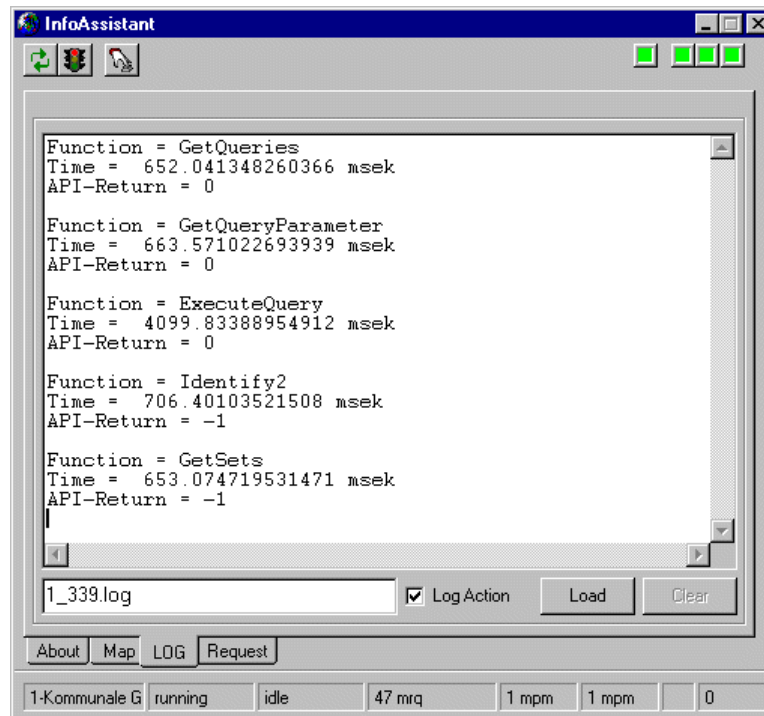 InfoAssistant
Function = GetQueries
Time =  652.041348260366 msek
API-Return = 0
Function = GetQueryParameter
Time =  663.571022693939 msek
API-Return = 0
Function = ExecuteQuery
Time =  4099.83388954912 msek
API-Return = 0
Function = Identify2
Time =  706.40103521508 msek
API-Return = -1
Function = GetSets
Time =  653.074719531471 msek
API-Return = -1
1_339.log Log Action Load Clear
About Map LOG Request
1-Kommunale G running idle 47 mrq 1 mpm 1 mpm 0